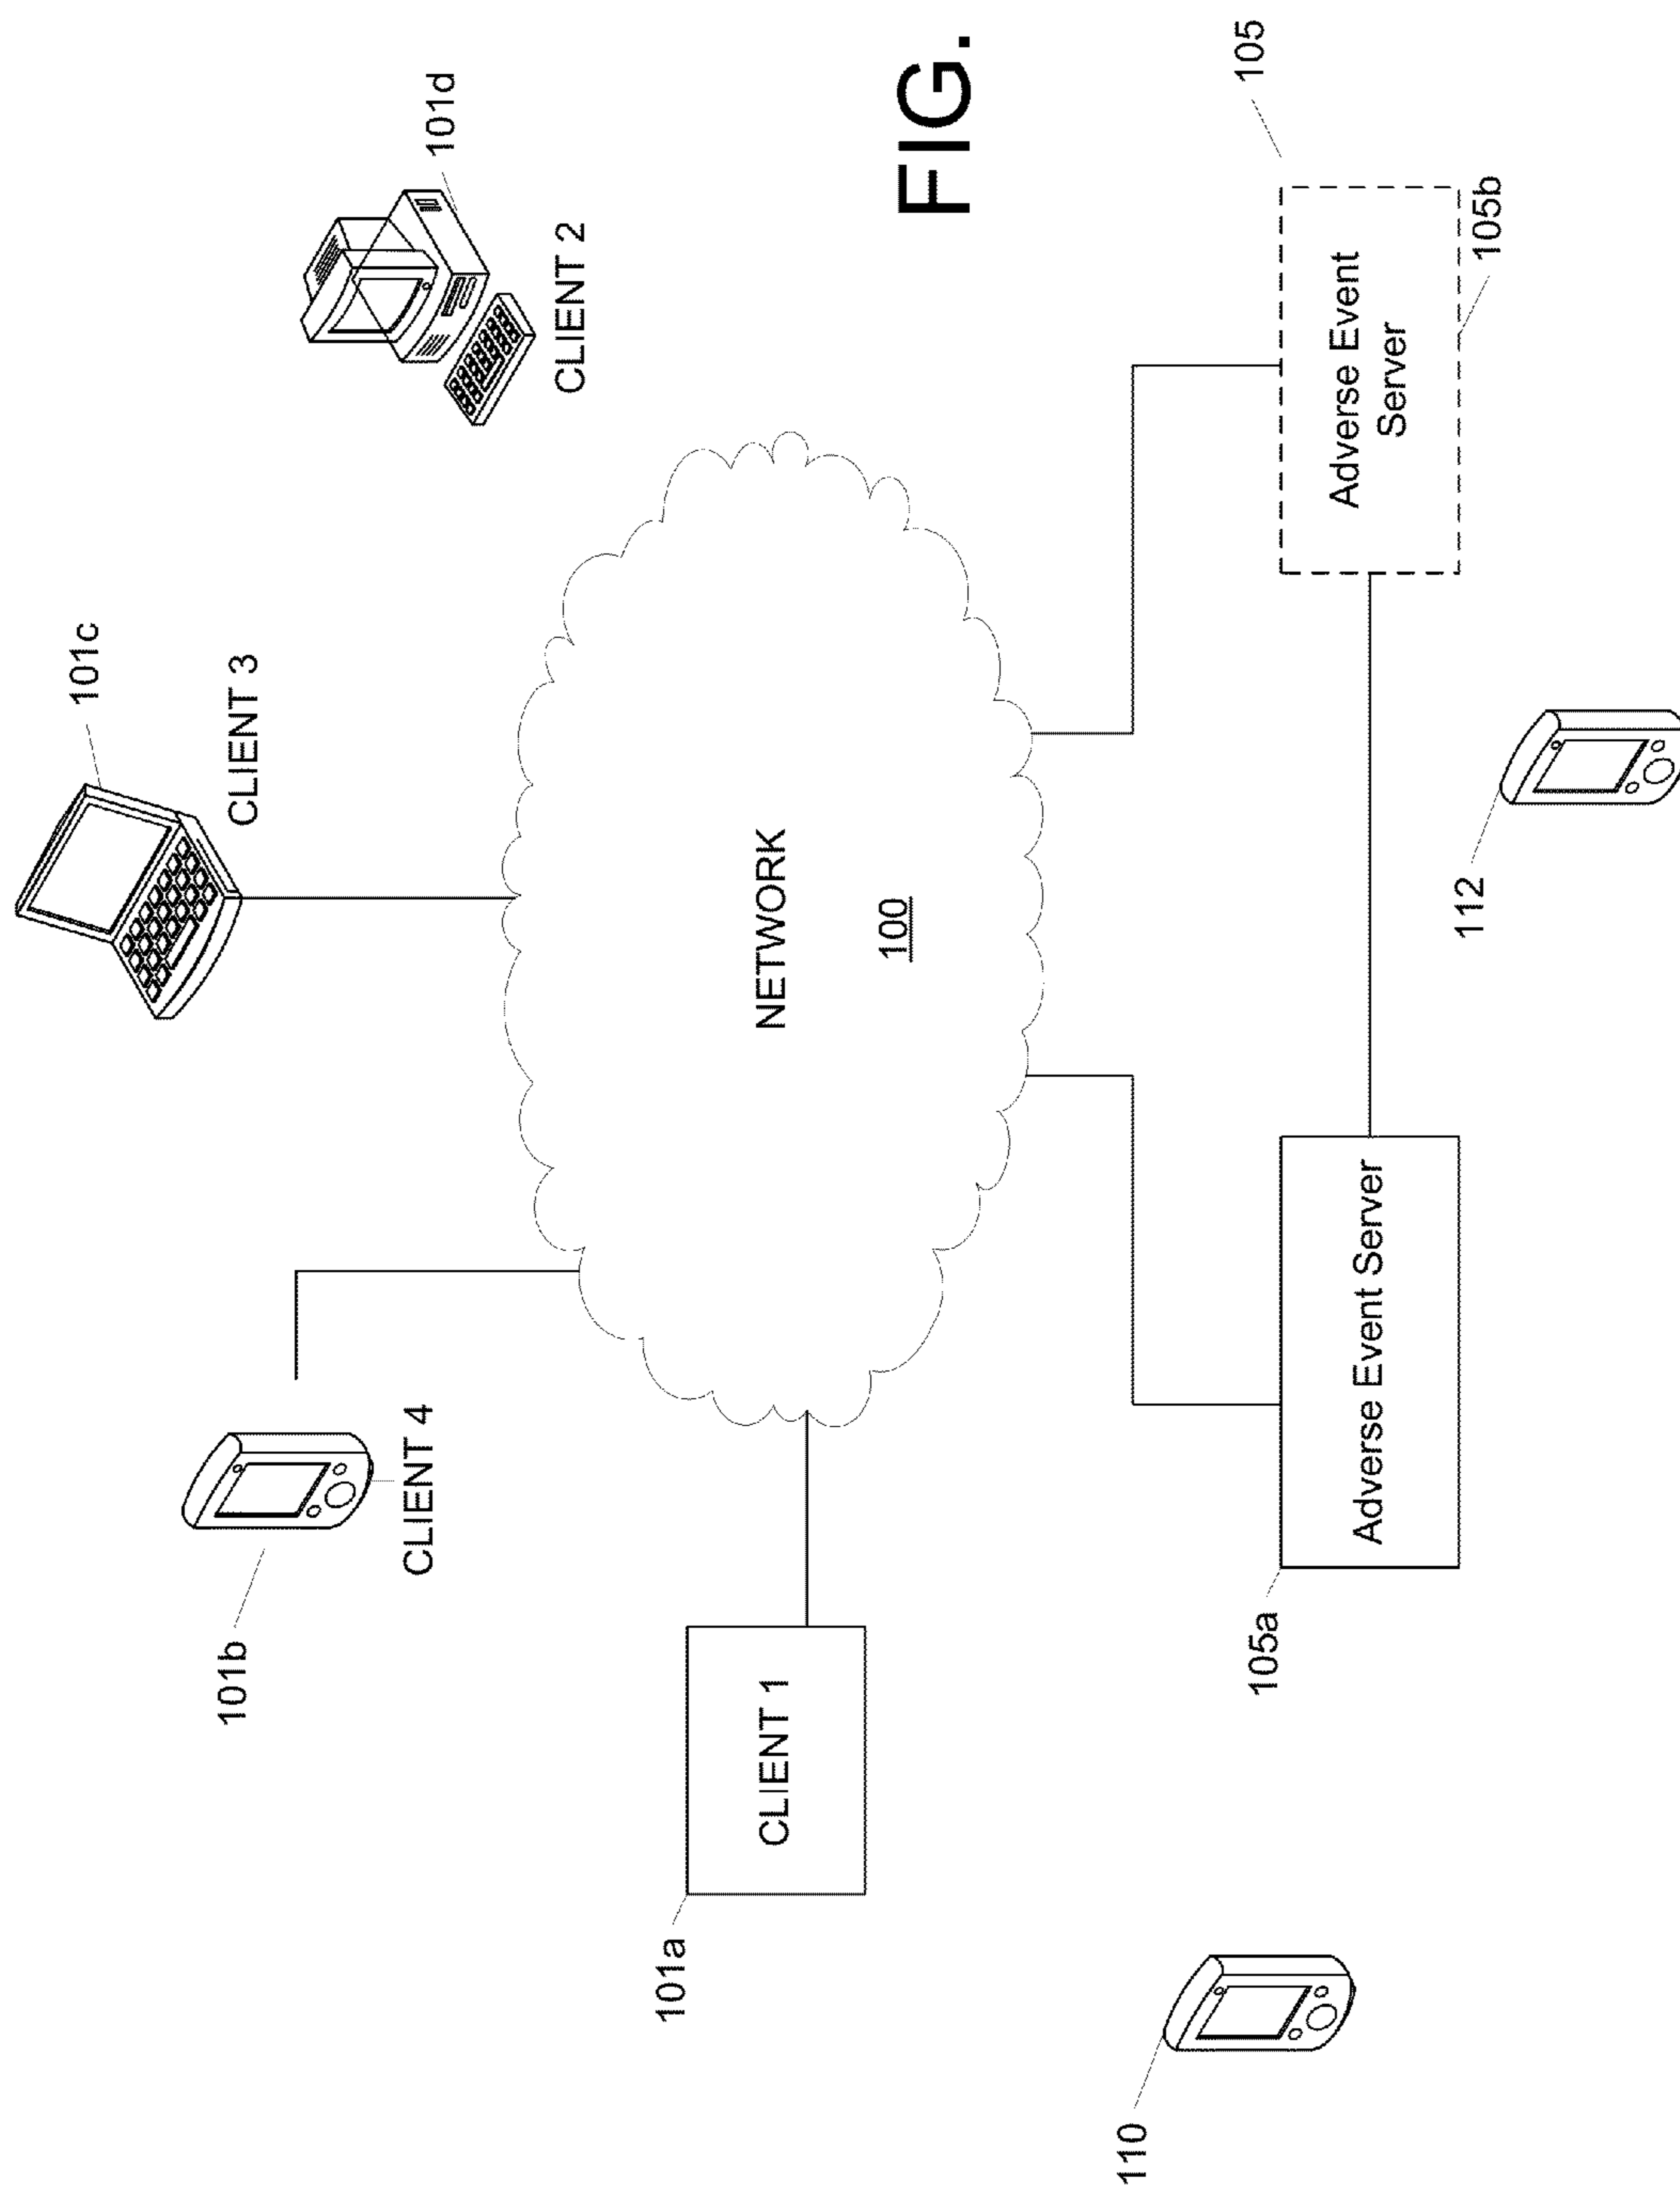 101c
CLIENT 3
101d
CLIENT 2
101b
CLIENT 4
NETWORK
100
101a
CLIENT 1
FIG.
105
105a
Adverse Event Server
Adverse Event
Server
105b
110
112